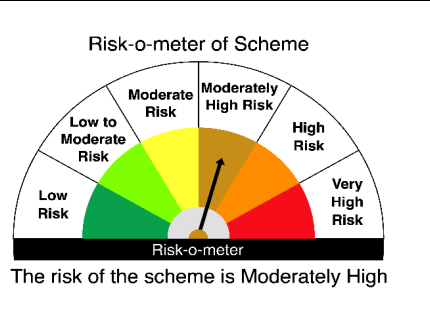 Risk-o-meter of Scheme
Moderate
Risk
Moderately
High Risk
Low to
Moderate
Risk
High
Risk
Low
Risk
Very
High
Risk
Risk-o-meter
The risk of the scheme is Moderately High